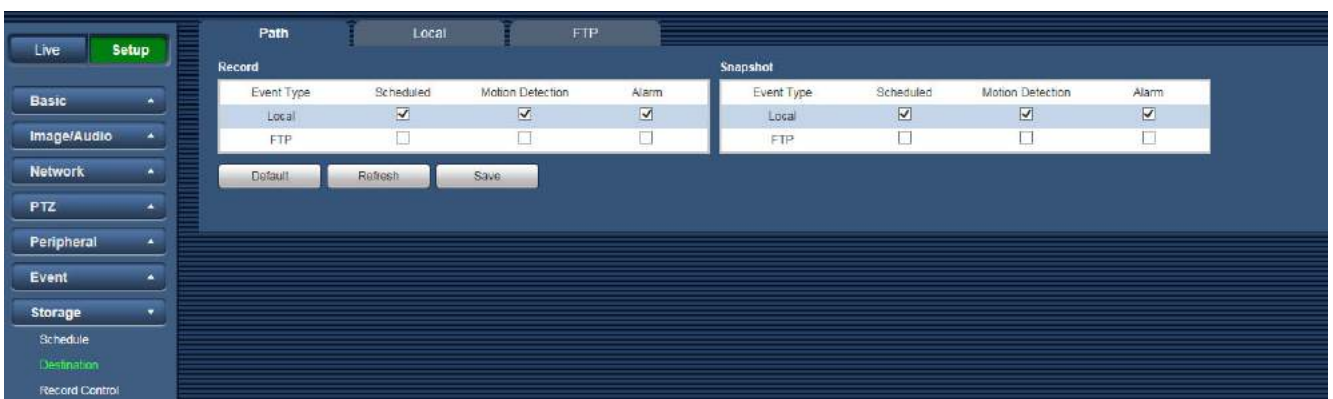 Live Setup
Basic
Image/Audio
Network
PTZ
Peripheral
Event
Storage
Schedule
Destination
Record Control
Path Local FTP
Record
Event Type Scheduled Motion Detection Alarm
Local
FTP
Snapshot
Event Type Scheduled Motion Detection Alarm
Local
FTP
Default Refresh Save